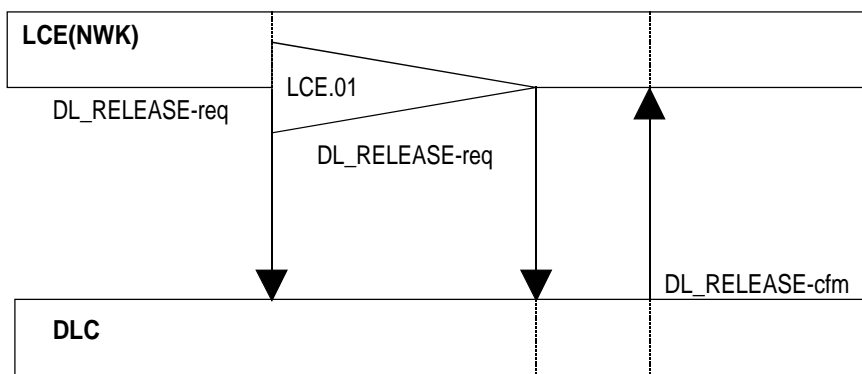 LCE(NWK)
LCE.01
DL_RELEASE-req
DL_RELEASE-req
DL_RELEASE-cfm
DLC